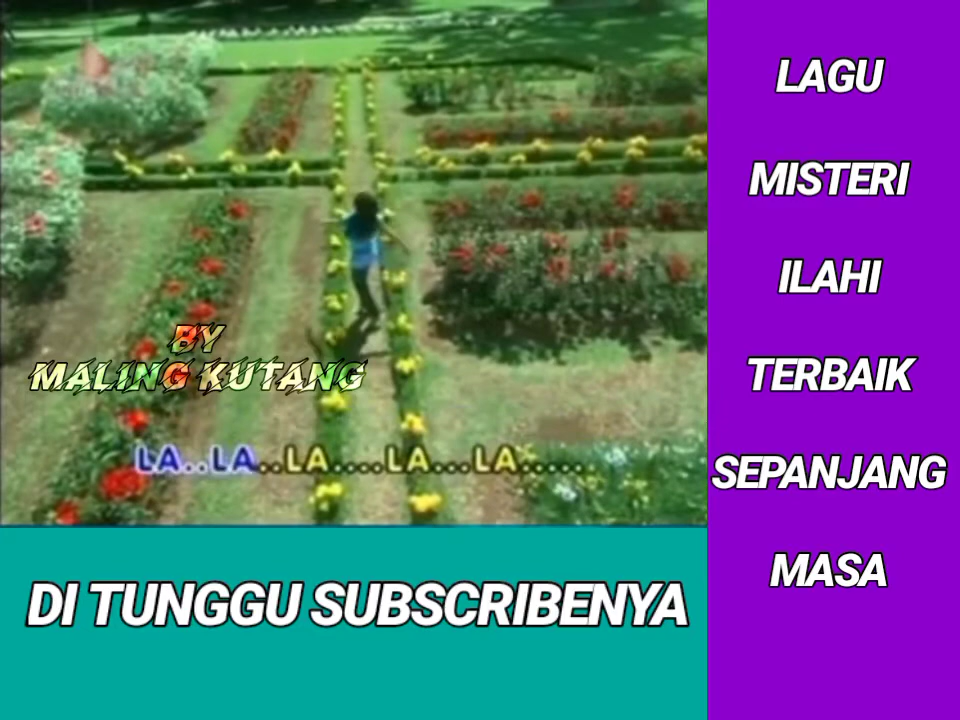 BY
MALING KUTANG
LA..LA..LA....LA...LA......
DI TUNGGU SUBSCRIBENYA
LAGU
MISTERI
ILAHI
TERBAIK
SEPANJANG
MASA